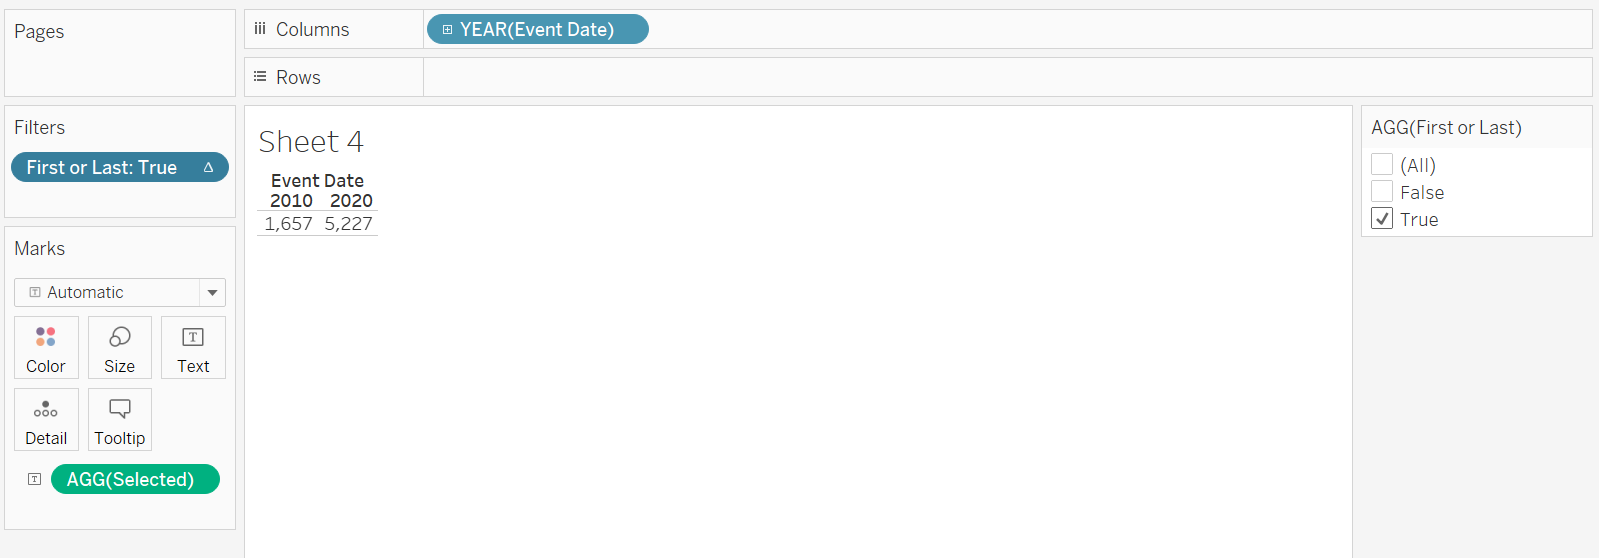 Pages
Columns
YEAR(Event Date)
Rows
Filters
First or Last: True
Marks
Automatic
Color
Size
Text
Detail
Tooltip
AGG(Selected)
Sheet 4
Event Date
2010 2020
1,657 5,227
AGG(First or Last)
(All)
False
True